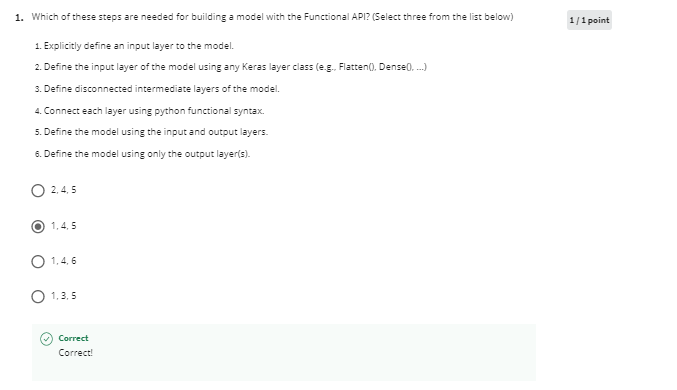 1. Which of these steps are needed for building a model with the Functional API? (Select three from the list below)
1 / 1 point
1. Explicitly define an input layer to the model.
2. Define the input layer of the model using any Keras layer class (e.g., Flatten(), Dense(), ...)
3. Define disconnected intermediate layers of the model.
4. Connect each layer using python functional syntax.
5. Define the model using the input and output layers.
6. Define the model using only the output layer(s).
2, 4, 5
1, 4, 5
1, 4, 6
1, 3, 5
Correct
Correct!